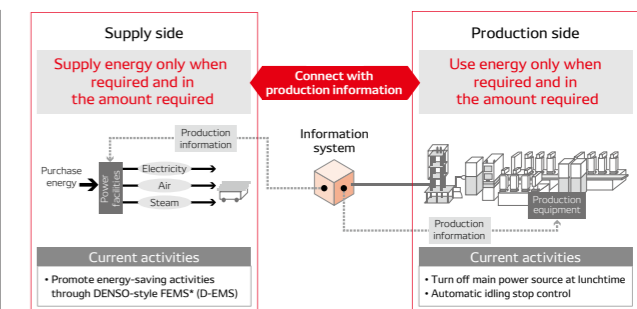 Supply side
Supply energy only when
required and in
the amount required
Connect with
production information
Production side
Use energy only when
required and in
the amount required
Production
information
Information
system
Purchase
energy
Power
facilities
Electricity
Air
Steam
Production
equipment
Production
information
Current activities
• Promote energy-saving activities
through DENSO-style FEMS* (D-EMS)
Current activities
• Turn off main power source at lunchtime
• Automatic idling stop control